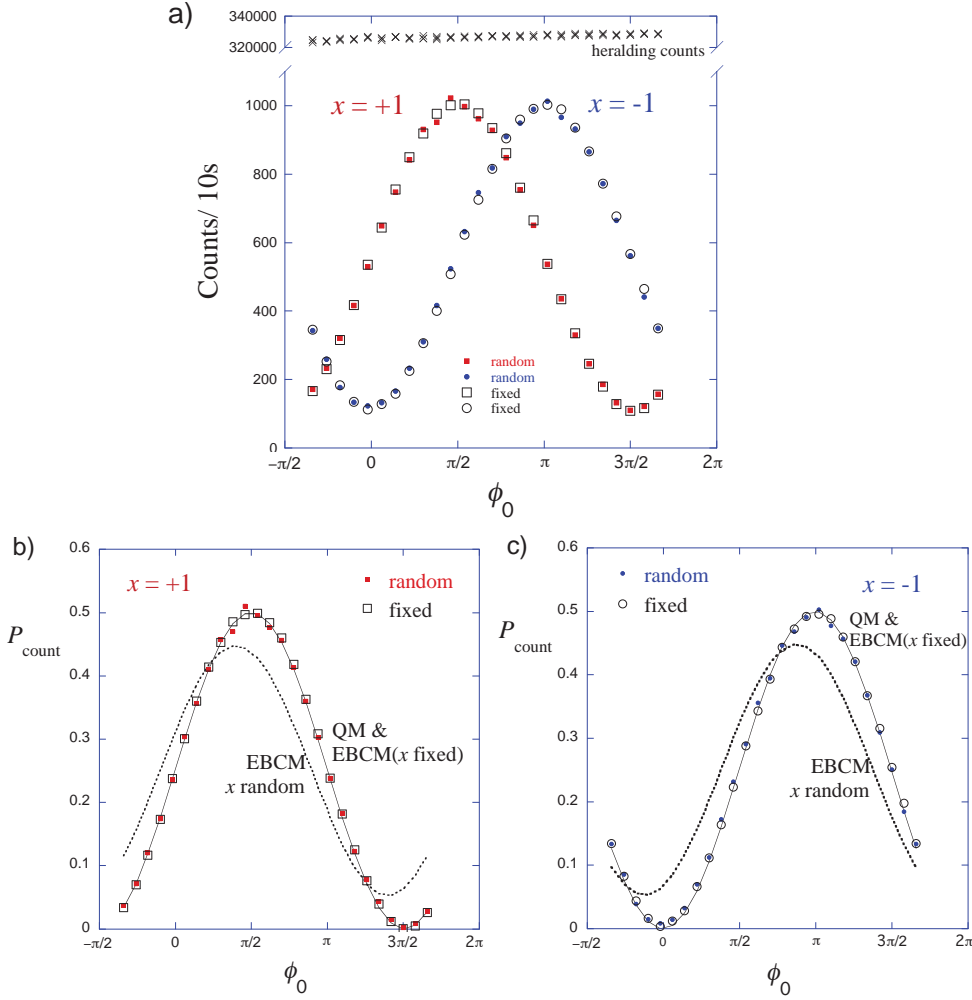 a)
340000
320000
heralding counts
x = +1
x = -1
1000
800
600
400
200
0
Counts/ 10s
random
random
fixed
fixed
−π/2 0 π/2 π 3π/2 2π
ϕ0
b)
0.6
0.5
0.4
0.3
0.2
0.1
0
Pcount
x = +1
random
fixed
QM &
EBCM(x fixed)
EBCM
x random
−π/2 0 π/2 π 3π/2 2π
ϕ0
c)
0.6
0.5
0.4
0.3
0.2
0.1
0
Pcount
random
fixed
x = -1
QM &
EBCM(x fixed)
EBCM
x random
−π/2 0 π/2 π 3π/2 2π
ϕ0